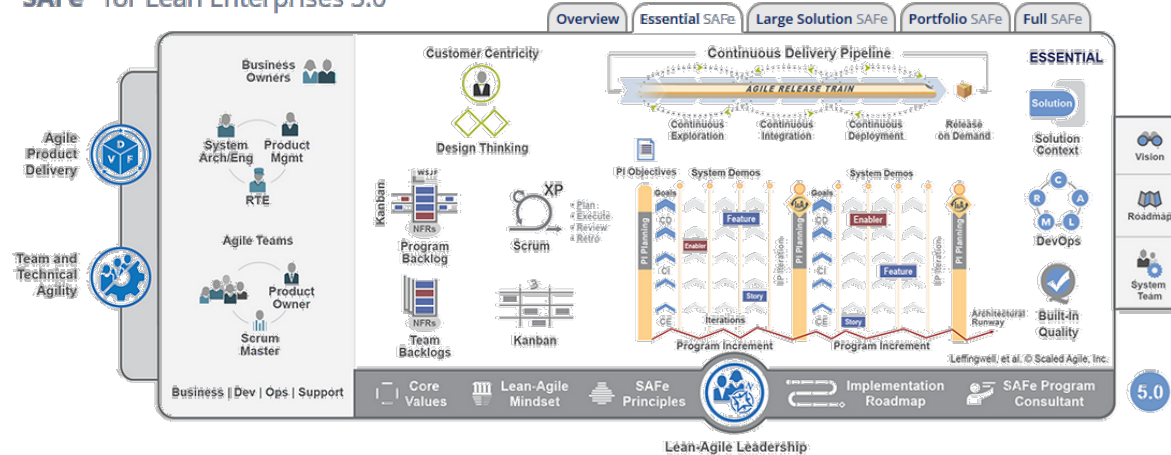 SAFe for Lean Enterprises 5.0
Overview
Essential SAFe
Large Solution SAFe
Portfolio SAFe
Full SAFe
Agile
Product
Delivery
D
V
F
Team and
Technical
Agility
Business
Owners
System
Arch/Eng
Product
Mgmt
RTE
Agile Teams
Product
Owner
Scrum
Master
Business | Dev | Ops | Support
Customer Centricity
Design Thinking
Kanban
WSJF
NFRs
Program
Backlog
XP
Scrum
• Plan
• Execute
• Review
• Retro
NFRs
Team
Backlogs
Kanban
Continuous Delivery Pipeline
AGILE RELEASE TRAIN
Continuous
Exploration
Continuous
Integration
Continuous
Deployment
Release
on Demand
PI Objectives
System Demos
System Demos
Goals
Goals
PI Planning
CD
CI
CE
Enabler
Feature
Story
Iterations
IP Iteration
I&A
PI Planning
CD
CI
CE
Enabler
Feature
Story
IP Iteration
I&A
PI Planning
Program Increment
Program Increment
Architectural
Runway
ESSENTIAL
Solution
Solution
Context
C
A
L
M
R
DevOps
Built-In
Quality
Leffingwell, et al. © Scaled Agile, Inc.
Vision
Roadmap
System
Team
Core
Values
Lean-Agile
Mindset
SAFe
Principles
Implementation
Roadmap
SAFe Program
Consultant
5.0
Lean-Agile Leadership